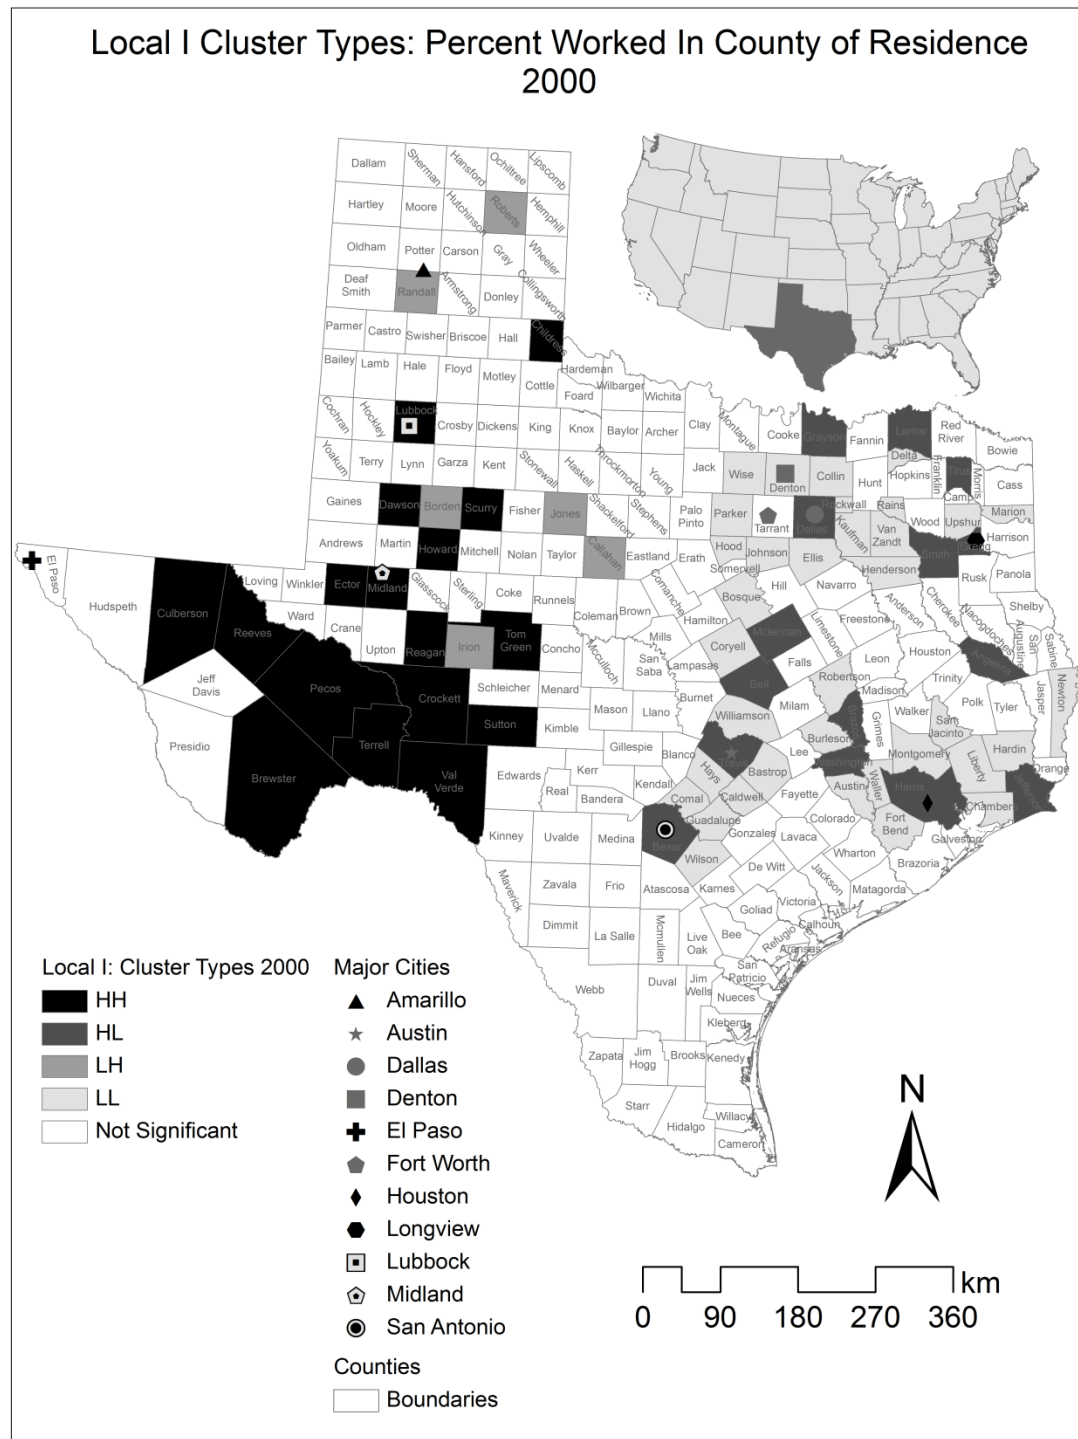 Local I Cluster Types: Percent Worked In County of Residence
2000
Dallam Sherman Hansford Ochiltree Lipscomb
Hartley Moore Hutchinson Roberts Hemphill
Oldham Potter Carson Gray Wheeler
Deaf
Smith
Randall Armstrong Donley Collingsworth
Parmer Castro Swisher Briscoe Hall Childress
Bailey Lamb Hale Floyd Motley Cottle Hardeman
Foard Wilbarger Wichita
Cochran Hockley Lubbock Crosby Dickens King Knox Baylor Archer Clay Montague Cooke Grayson Fannin Lamar Red
River
Bowie
Delta
Yoakum Terry Lynn Garza Kent Stonewall Haskell Throckmorton Young Jack Wise Denton Collin Hunt Hopkins Franklin Titus Morris Cass
Camp
Gaines Dawson Borden Scurry Fisher Jones Shackelford Stephens Palo
Pinto
Parker Tarrant Dallas Rockwall Rains Wood Upshur Marion
Kaufman Van
Zandt
Smith Gregg Harrison
Andrews Martin Howard Mitchell Nolan Taylor Callahan Eastland Erath Hood
Somervell
Johnson Ellis Henderson Rusk Panola
El Paso Hudspeth Culberson Loving Winkler Ector Midland Glasscock Sterling Coke Runnels Coleman Brown Comanche Bosque Hill Navarro Anderson Cherokee Nacogdoches Shelby
Reeves Ward Crane Upton Reagan Irion Tom
Green
Concho Mcculloch San
Saba
Mills Hamilton Lampasas Coryell Mclennan Limestone Freestone
Falls Leon Houston Angelina San
Augustine
Sabine
Jeff
Davis
Pecos Crockett Schleicher Menard Mason Llano Burnet Bell Milam Robertson Madison Trinity Polk Tyler Jasper Newton
Presidio Brewster Terrell Sutton Kimble Gillespie Blanco Williamson Burleson Brazos Grimes Walker San
Jacinto
Val
Verde
Edwards Kerr Real Bandera Kendall Hays Travis Bastrop Lee Washington Montgomery Liberty Hardin Orange
Comal Caldwell Fayette Austin Waller Harris Chambers Jefferson
Kinney Uvalde Medina Bexar Guadalupe Gonzales Lavaca Colorado Fort
Bend
Galveston
Wilson Wharton Brazoria
Maverick Zavala Frio Atascosa Karnes De Witt Jackson Matagorda
Goliad Victoria Calhoun
Dimmit La Salle Mcmullen Live
Oak
Bee Refugio Aransas
San
Patricio
Webb Duval Jim
Wells
Nueces
Kleberg
Zapata Jim
Hogg
Brooks Kenedy
Starr Hidalgo Willacy
Cameron
Local I: Cluster Types 2000
HH
HL
LH
LL
Not Significant
Major Cities
Amarillo
Austin
Dallas
Denton
El Paso
Fort Worth
Houston
Longview
Lubbock
Midland
San Antonio
Counties
Boundaries
N
km
0 90 180 270 360